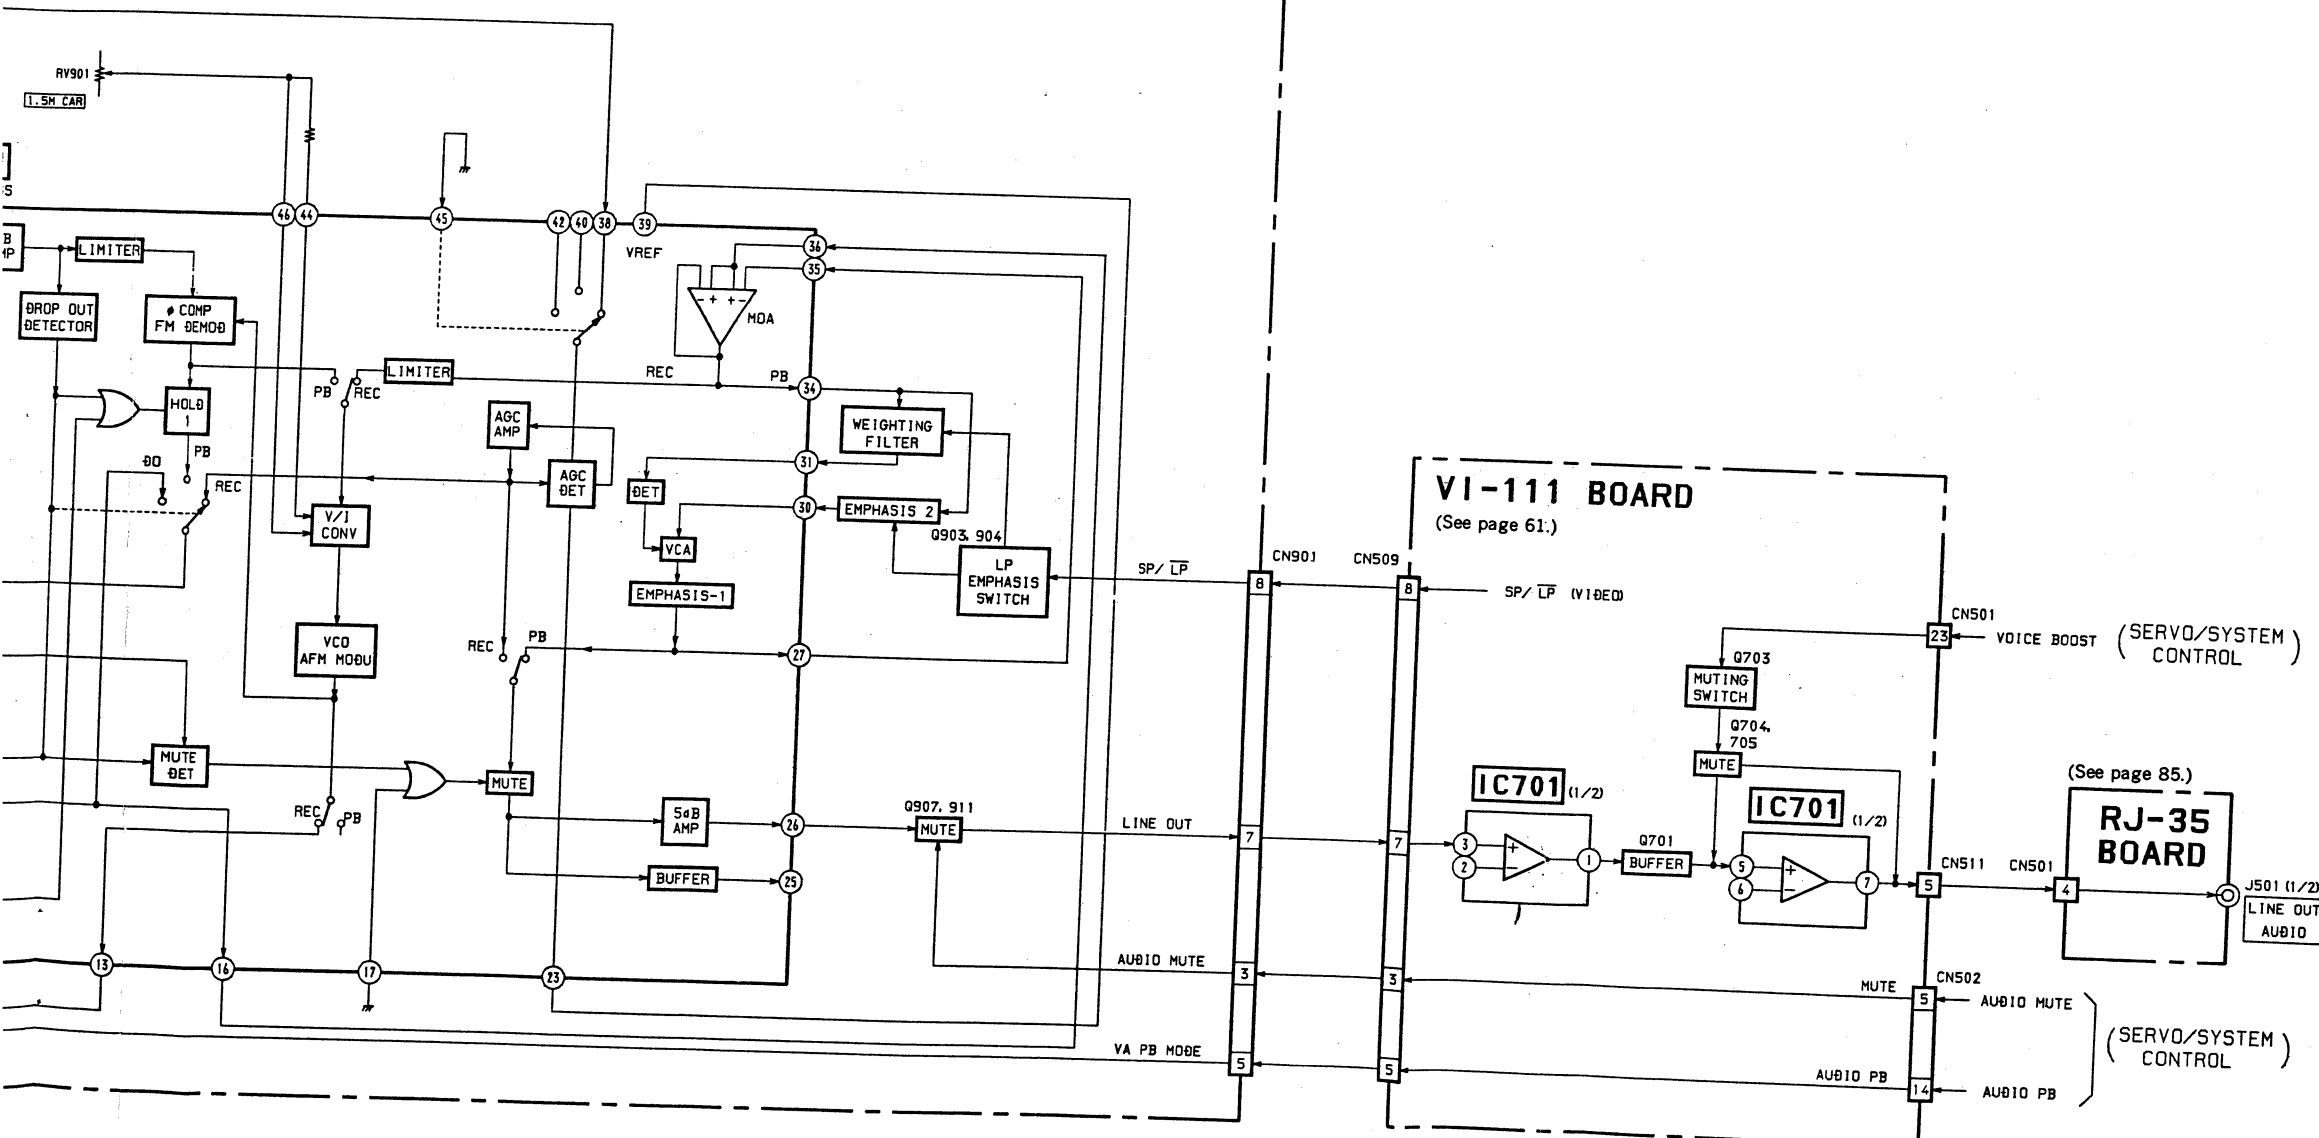 RV901
1.5M CAR
S
46
44
45
42
40
38
39
VREF
36
35
B
MP
LIMITER
DROP OUT
DETECTOR
φ COMP
FM DEMOD
- + + -
MOA
LIMITER
REC
PB
34
PB
REC
HOLD
1
PB
DO
REC
AGC
AMP
AGC
DET
WEIGHTING
FILTER
31
DET
30
EMPHASIS 2
V/I
CONV
VCA
Q903, 904
LP
EMPHASIS
SWITCH
EMPHASIS-1
SP/LP
CN901
8
CN509
8
VI-111 BOARD
(See page 61.)
SP/LP (VIDEO)
CN501
23
VOICE BOOST
(SERVO/SYSTEM
CONTROL)
VCO
AFM MODU
REC
PB
27
Q703
MUTING
SWITCH
Q704,
705
MUTE
MUTE
DET
MUTE
REC
PB
5dB
AMP
26
Q907, 911
MUTE
LINE OUT
7
7
BUFFER
25
IC701 (1/2)
3
2
+
-
1
Q701
BUFFER
IC701 (1/2)
5
6
+
-
7
CN511
5
CN501
4
(See page 85.)
RJ-35
BOARD
J501 (1/2)
LINE OUT
AUDIO
13
16
17
23
AUDIO MUTE
3
3
MUTE
CN502
5
AUDIO MUTE
(SERVO/SYSTEM
CONTROL)
VA PB MODE
5
5
AUDIO PB
14
AUDIO PB